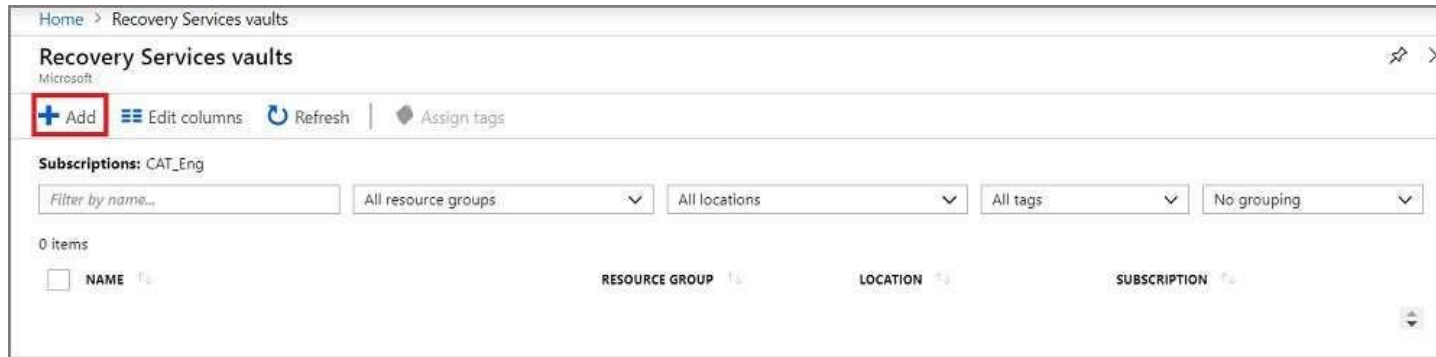 Home > Recovery Services vaults
Recovery Services vaults
Microsoft
Add Edit columns Refresh Assign tags
Subscriptions: CAT_Eng
Filter by name... All resource groups All locations All tags No grouping
0 items
NAME RESOURCE GROUP LOCATION SUBSCRIPTION